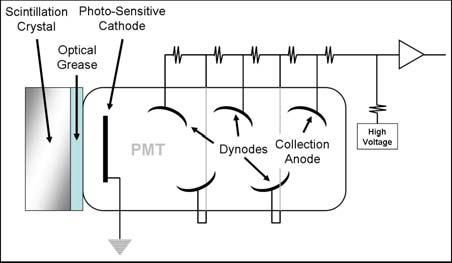 Scintillation
Crystal
Photo-Sensitive
Cathode
Optical
Grease
PMT
Dynodes
Collection
Anode
High
Voltage